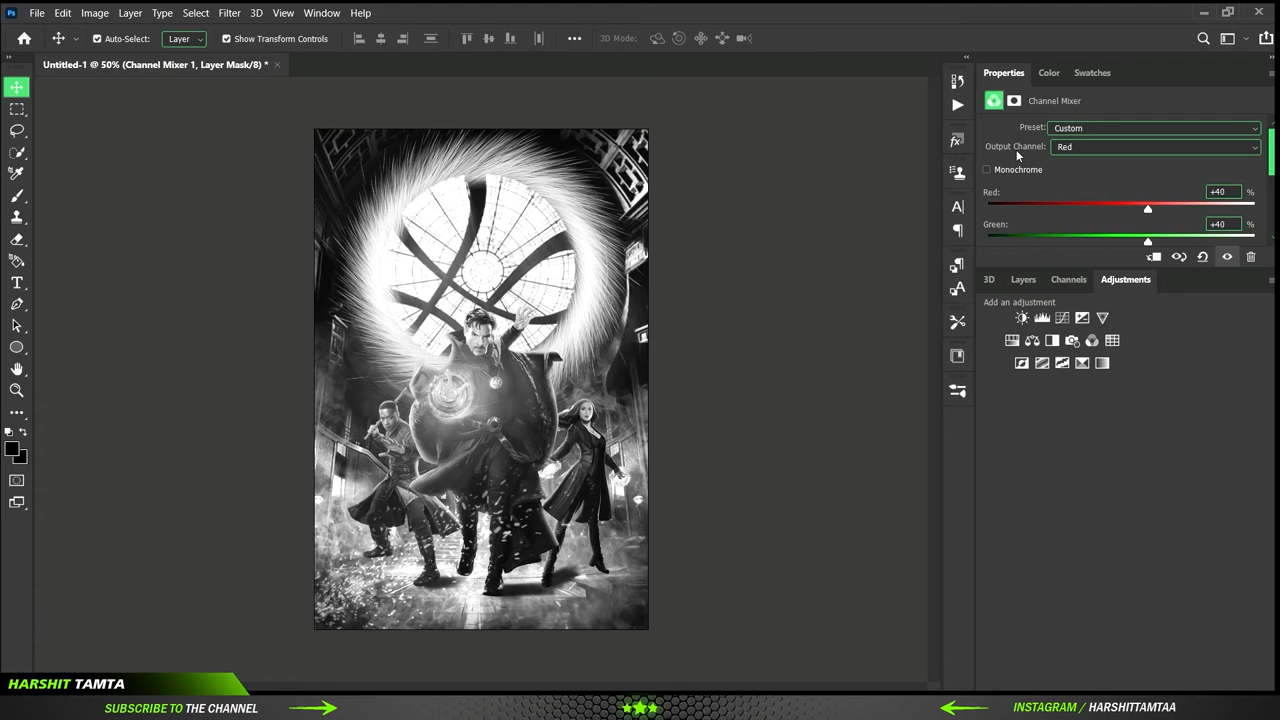 Ps File Edit Image Layer Type Select Filter 3D View Window Help
Auto-Select: Layer Show Transform Controls 3D Mode:
Untitled-1 @ 50% (Channel Mixer 1, Layer Mask/8) *
Properties Color Swatches
Channel Mixer
Preset: Custom
Output Channel: Red
Monochrome
Red: +40 %
Green: +40 %
3D Layers Channels Adjustments
Add an adjustment
HARSHIT TAMTA
SUBSCRIBE TO THE CHANNEL
INSTAGRAM / HARSHITTAMTAA